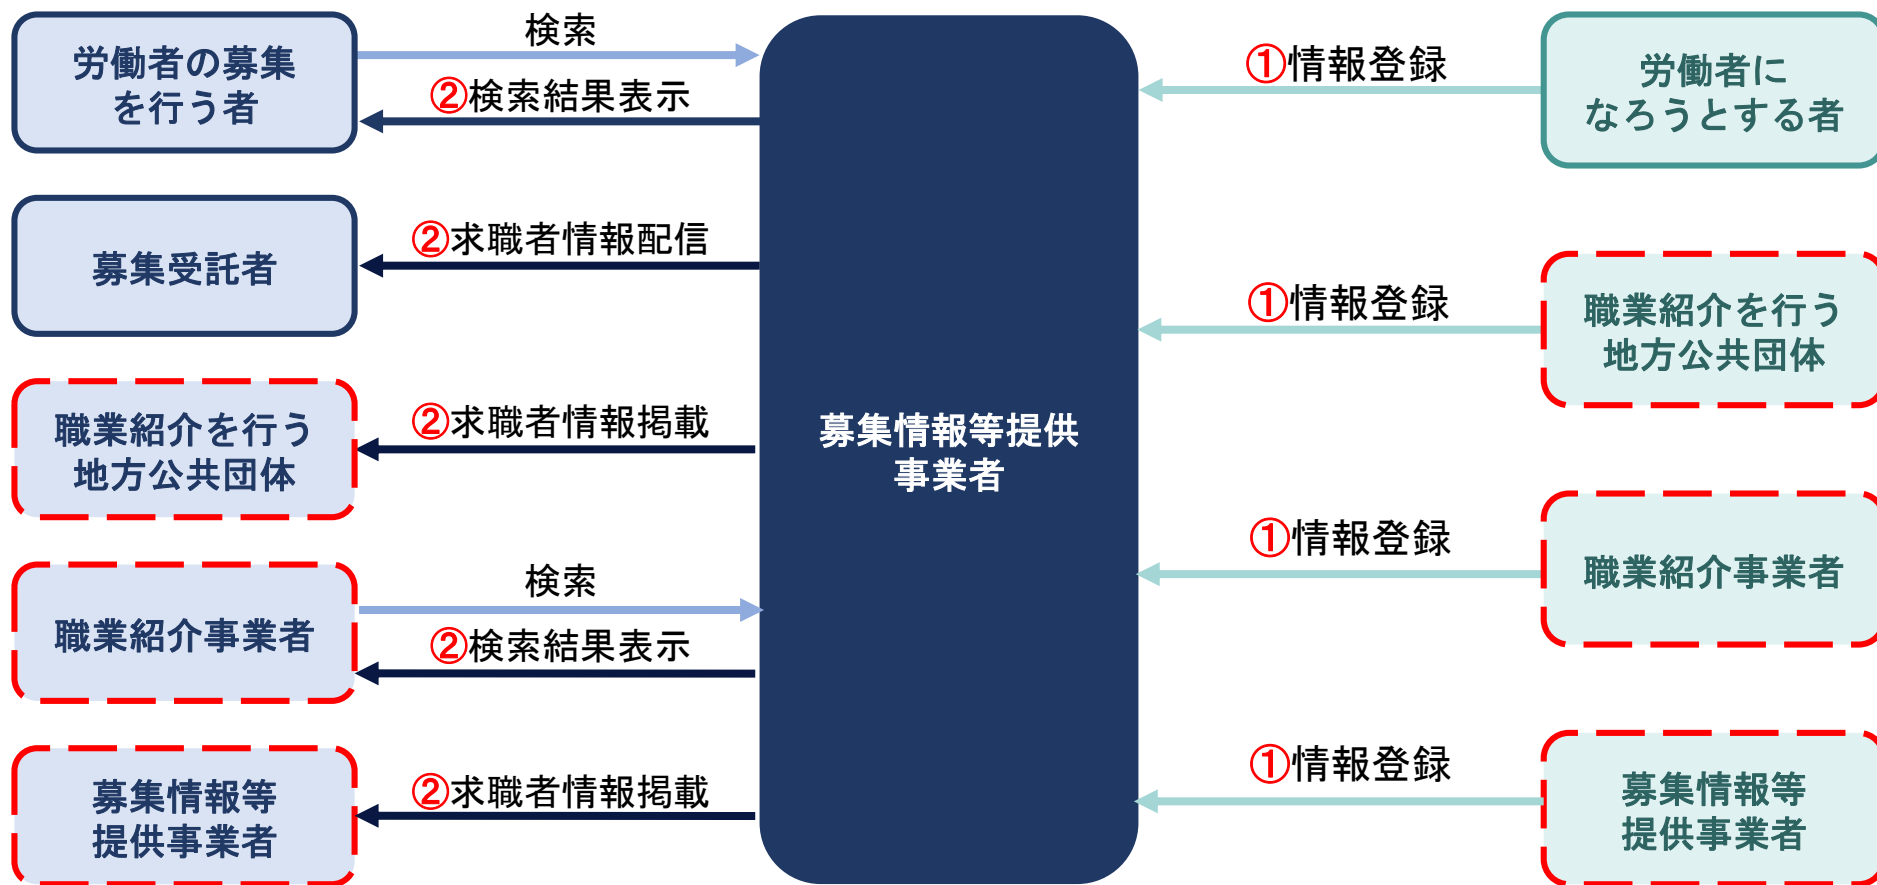 労働者の募集
を行う者
検索
②検索結果表示
募集受託者
②求職者情報配信
職業紹介を行う
地方公共団体
②求職者情報掲載
職業紹介事業者
検索
②検索結果表示
募集情報等
提供事業者
②求職者情報掲載
募集情報等提供
事業者
①情報登録
労働者に
なろうとする者
①情報登録
職業紹介を行う
地方公共団体
①情報登録
職業紹介事業者
①情報登録
募集情報等
提供事業者